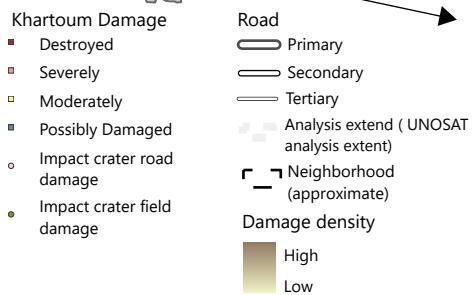 Khartoum Damage
Destroyed
Severely
Moderately
Possibly Damaged
Impact crater road
damage
Impact crater field
damage
Road
Primary
Secondary
Tertiary
Analysis extend ( UNOSAT
analysis extent)
Neighborhood
(approximate)
Damage density
High
Low